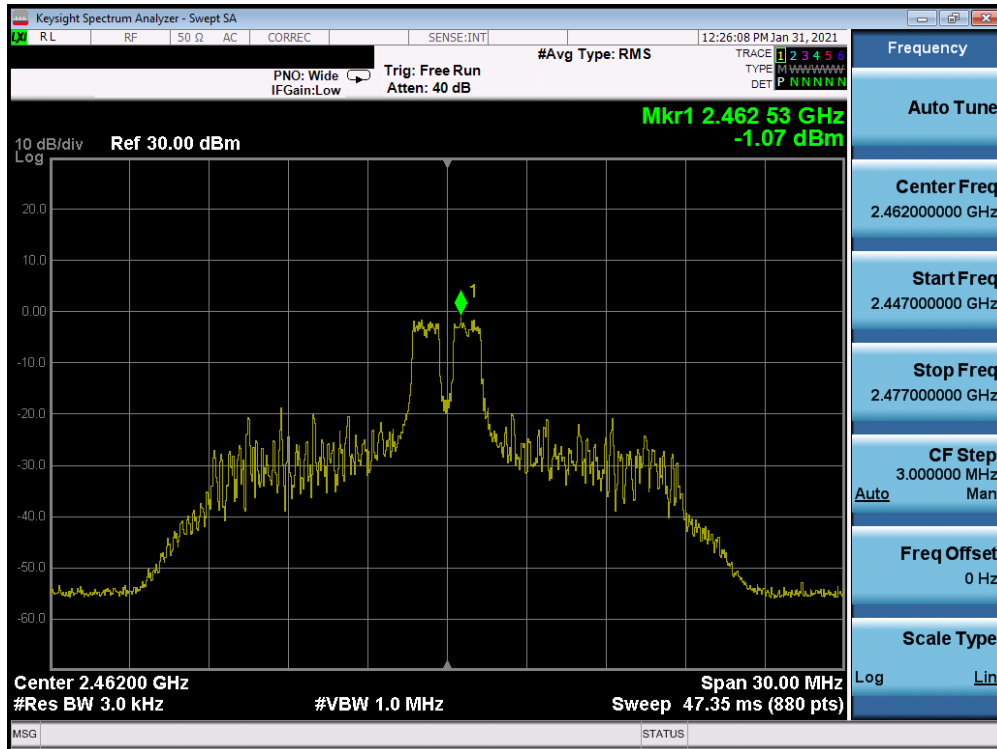 Keysight Spectrum Analyzer - Swept SA
LXI RL RF 50 Ω AC CORREC SENSE:INT 12:26:08 PM Jan 31, 2021
#Avg Type: RMS
TRACE 1 2 3 4 5 6
TYPE M WWWWW
DET P N N N N N
PNO: Wide
IFGain:Low
Trig: Free Run
Atten: 40 dB
Mkr1 2.462 53 GHz
-1.07 dBm
10 dB/div Ref 30.00 dBm
Log
1
20.0
10.0
0.00
-10.0
-20.0
-30.0
-40.0
-50.0
-60.0
Center 2.46200 GHz Span 30.00 MHz
#Res BW 3.0 kHz #VBW 1.0 MHz Sweep 47.35 ms (880 pts)
MSG STATUS
Frequency
Auto Tune
Center Freq
2.462000000 GHz
Start Freq
2.447000000 GHz
Stop Freq
2.477000000 GHz
CF Step
3.000000 MHz
Auto Man
Freq Offset
0 Hz
Scale Type
Log Lin